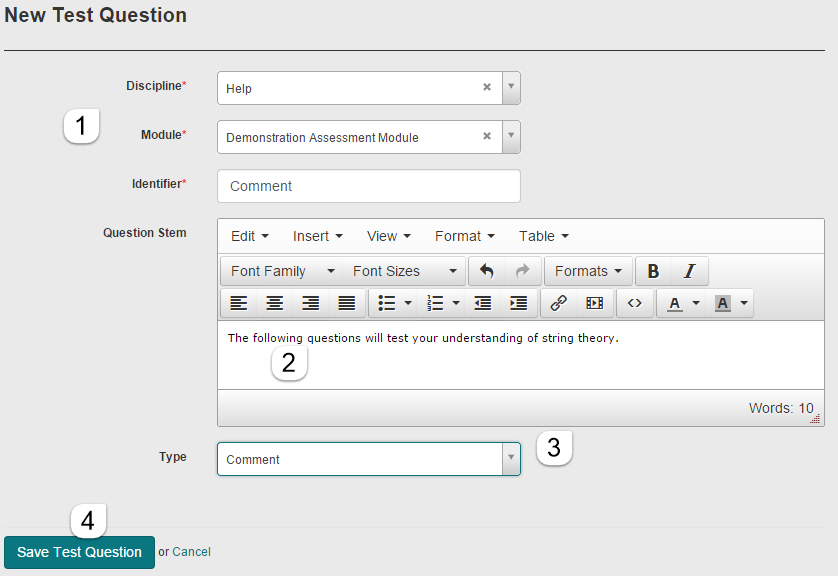 New Test Question
Discipline* Help
1
Module* Demonstration Assessment Module
Identifier* Comment
Question Stem
Edit Insert View Format Table
Font Family Font Sizes Formats B I
<> A A
The following questions will test your understanding of string theory.
2
Words: 10
Type Comment
3
4
Save Test Question or Cancel